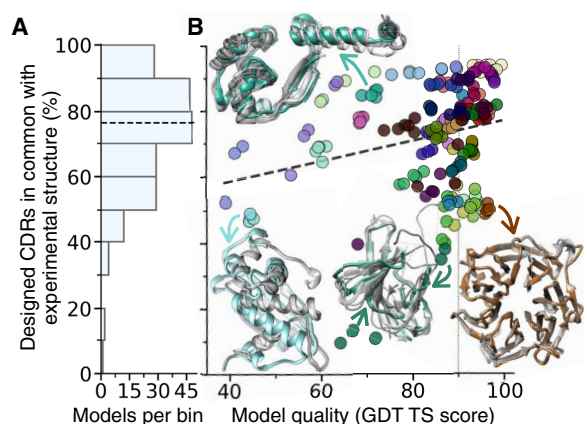 A
B
Designed CDRs in common with
experimental structure (%)
100
80
60
40
20
0
0 15 30 45
40 60 80 100
Models per bin
Model quality (GDT TS score)